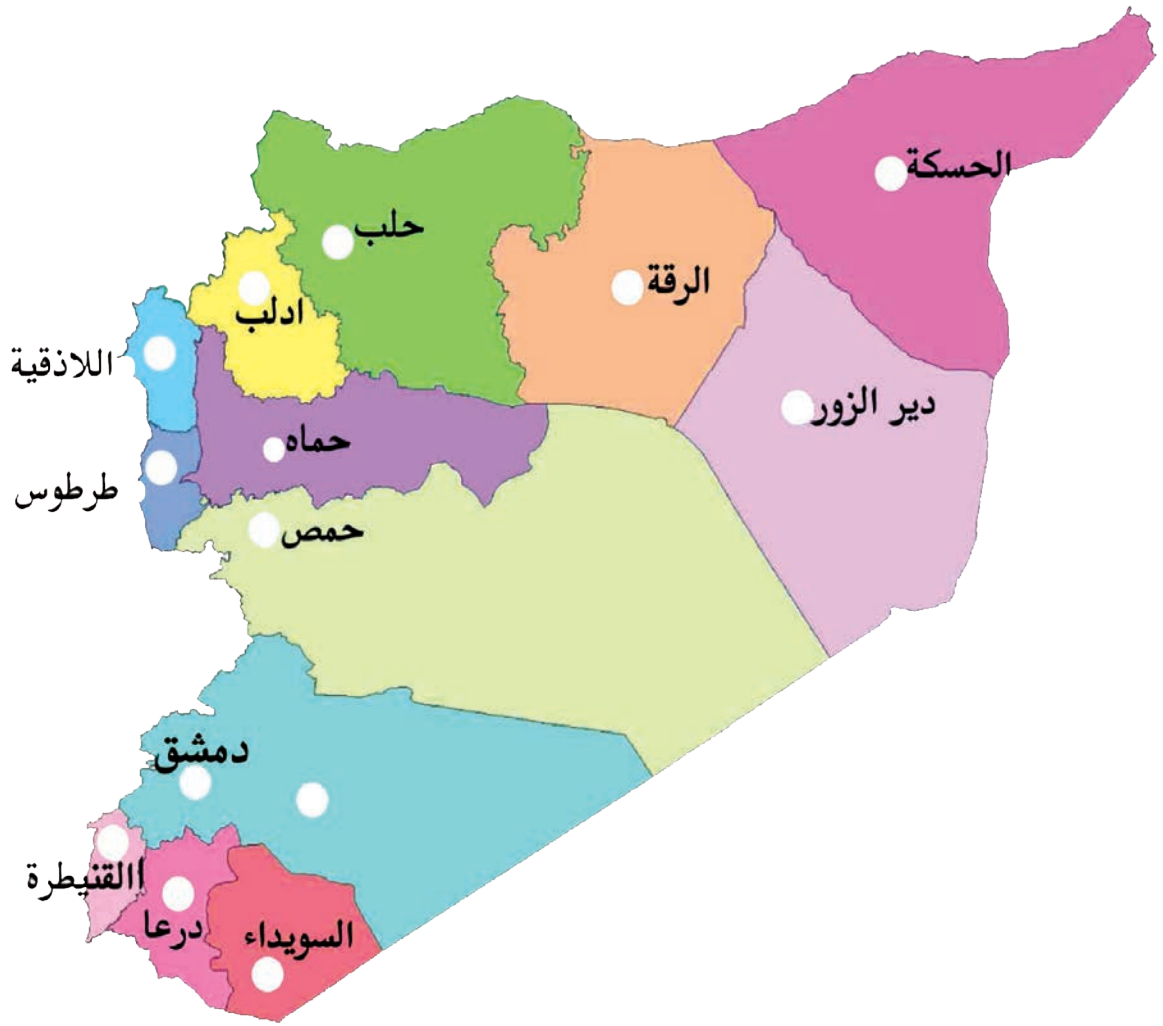 الحسكة
حلب
الرقة
ادلب
اللاذقية
دير الزور
حماه
طرطوس
حمص
دمشق
االقنيطرة
درعا
السويداء